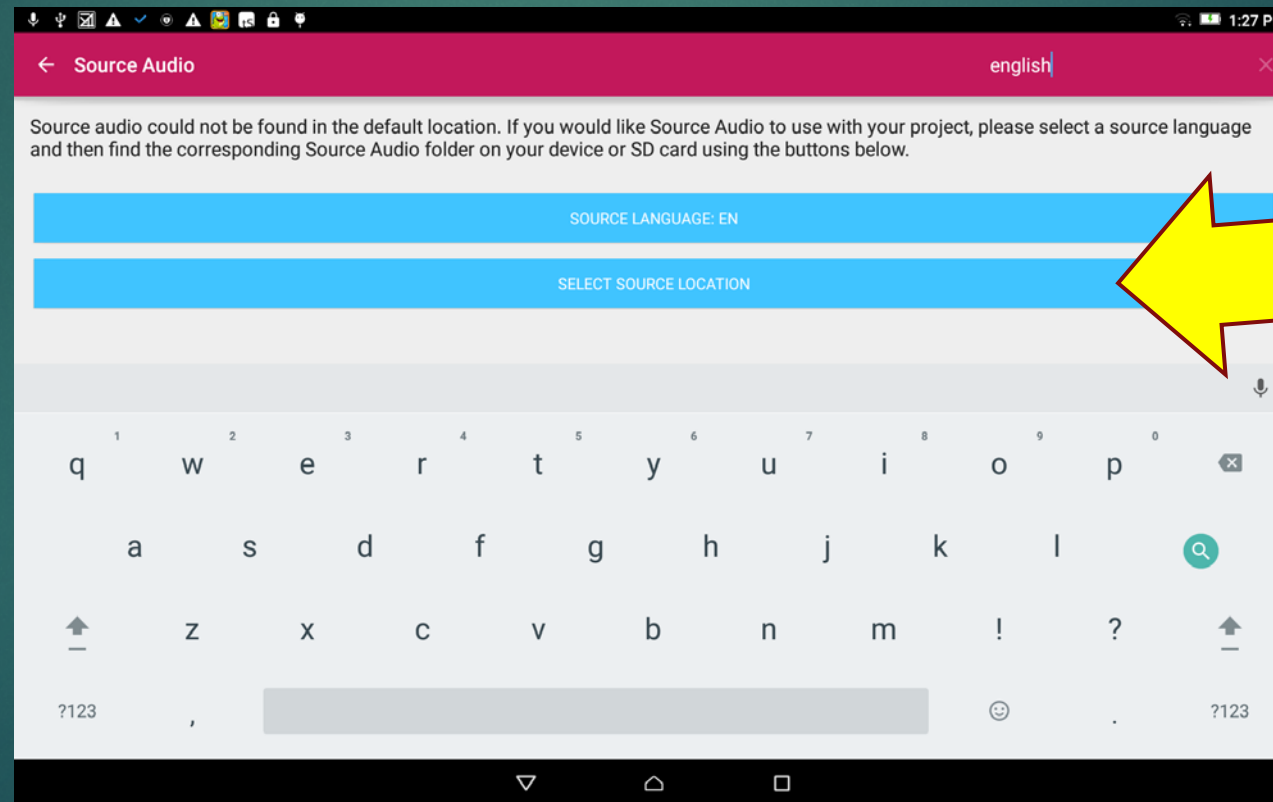 1:27 P
Source Audio
english
Source audio could not be found in the default location. If you would like Source Audio to use with your project, please select a source language
and then find the corresponding Source Audio folder on your device or SD card using the buttons below.
SOURCE LANGUAGE: EN
SELECT SOURCE LOCATION
1 2 3 4 5 6 7 8 9 0
q w e r t y u i o p
a s d f g h j k l
z x c v b n m ! ?
?123 , . ?123